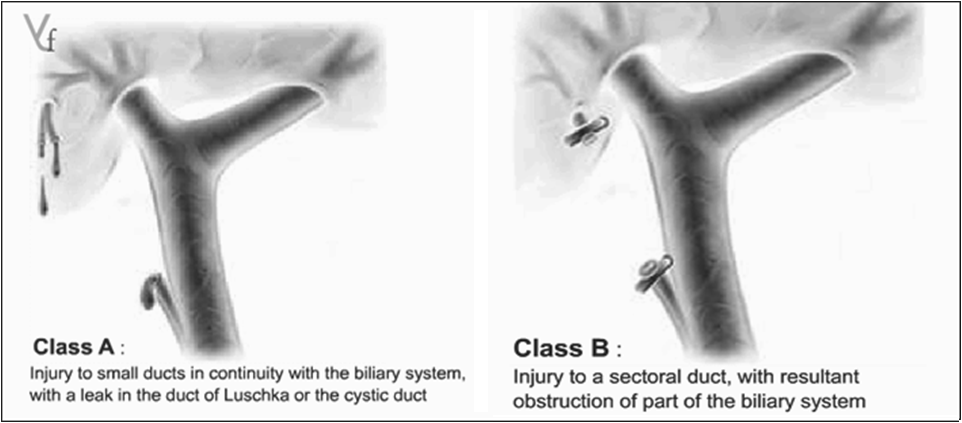 Vf
Class A :
Injury to small ducts in continuity with the biliary system,
with a leak in the duct of Luschka or the cystic duct
Class B :
Injury to a sectoral duct, with resultant
obstruction of part of the biliary system